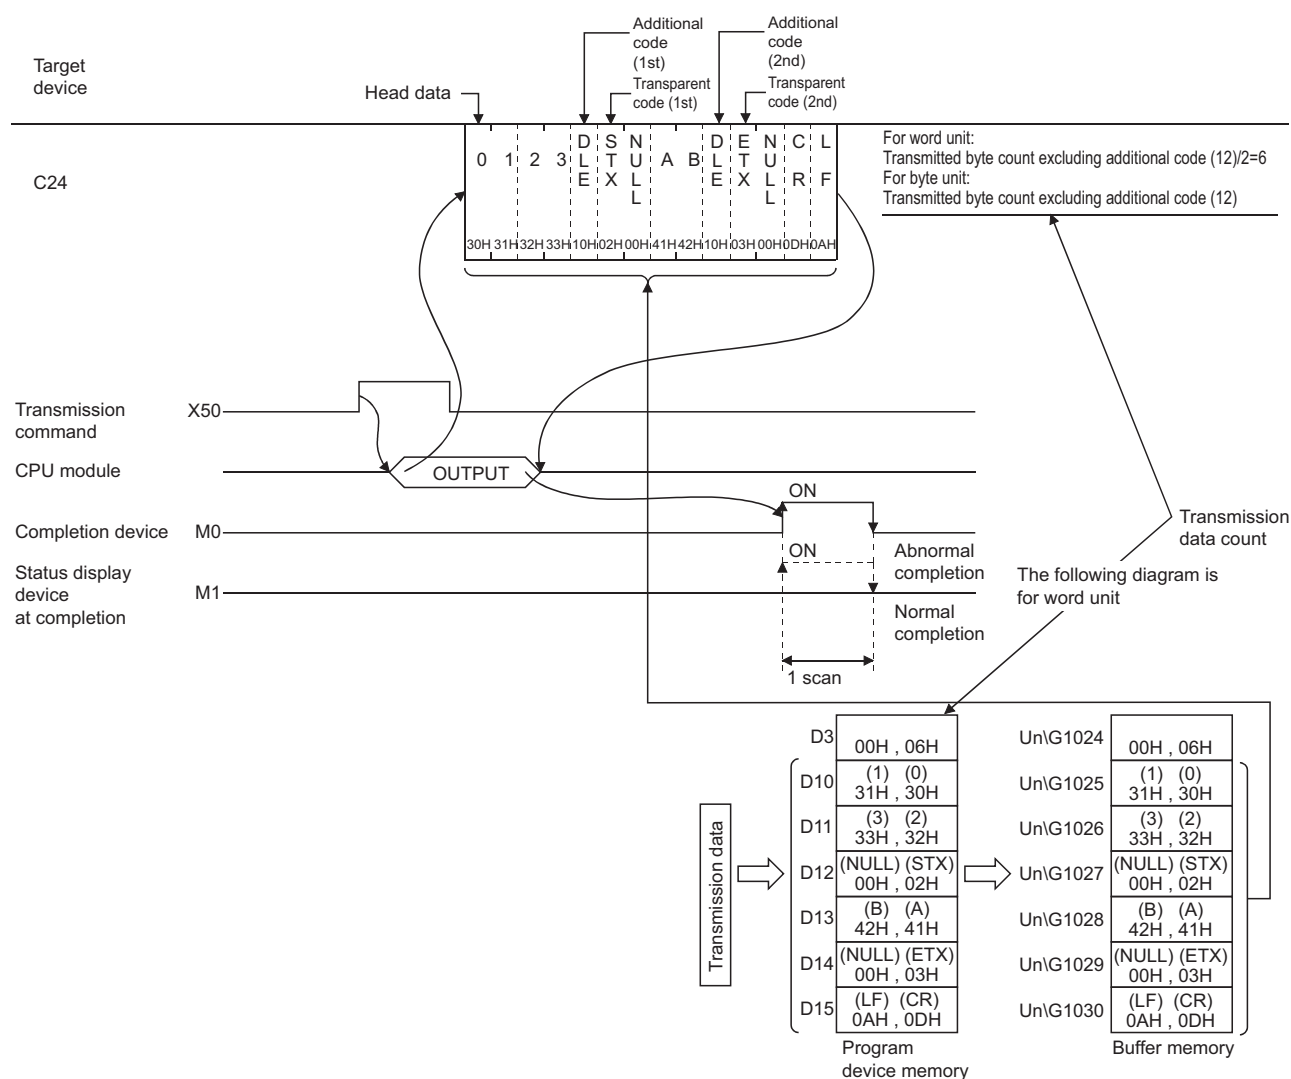 Additional
code
(1st)
Additional
code
(2nd)
Target
device
Head data
Transparent
code (1st)
Transparent
code (2nd)
C24
0 1 2 3 DLE STX NULL A B DLE ETX NULL CR LF
30H 31H 32H 33H 10H 02H 00H 41H 42H 10H 03H 00H 0DH 0AH
For word unit:
Transmitted byte count excluding additional code (12)/2=6
For byte unit:
Transmitted byte count excluding additional code (12)
Transmission
command
X50
CPU module
OUTPUT
Completion device
M0
ON
Abnormal
completion
Status display
device
at completion
M1
ON
Normal
completion
1 scan
Transmission
data count
The following diagram is
for word unit
Transmission data
D3
00H , 06H
D10
(1) (0)
31H , 30H
D11
(3) (2)
33H , 32H
D12
(NULL) (STX)
00H , 02H
D13
(B) (A)
42H , 41H
D14
(NULL) (ETX)
00H , 03H
D15
(LF) (CR)
0AH , 0DH
Program
device memory
Un\G1024
00H , 06H
Un\G1025
(1) (0)
31H , 30H
Un\G1026
(3) (2)
33H , 32H
Un\G1027
(NULL) (STX)
00H , 02H
Un\G1028
(B) (A)
42H , 41H
Un\G1029
(NULL) (ETX)
00H , 03H
Un\G1030
(LF) (CR)
0AH , 0DH
Buffer memory